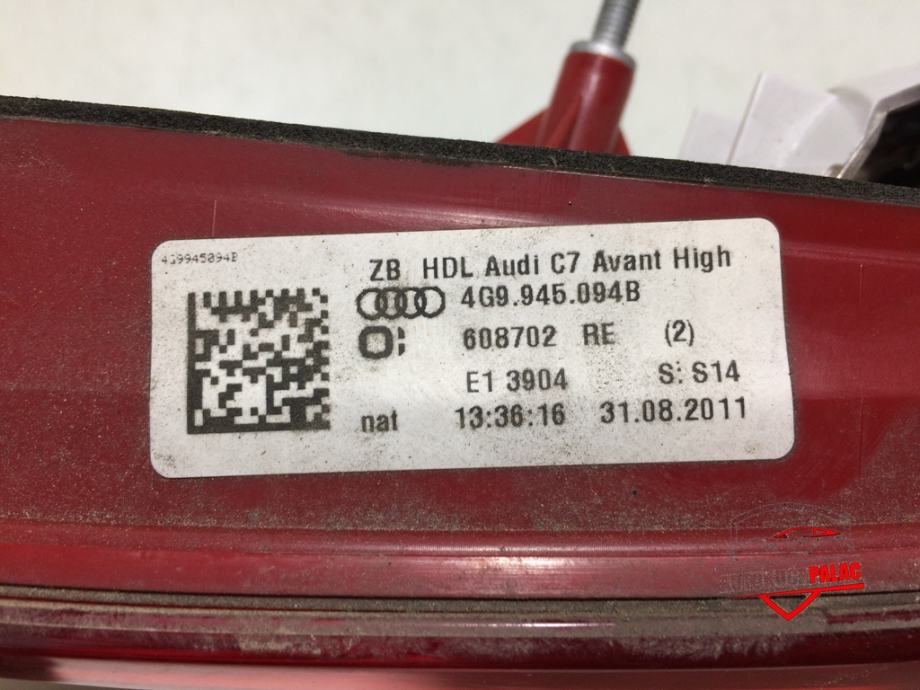 4G9945094B
ZB HDL Audi C7 Avant High
4G9.945.094B
608702 RE (2)
E1 3904 S: S14
nat 13:36:16 31.08.2011
PALAC